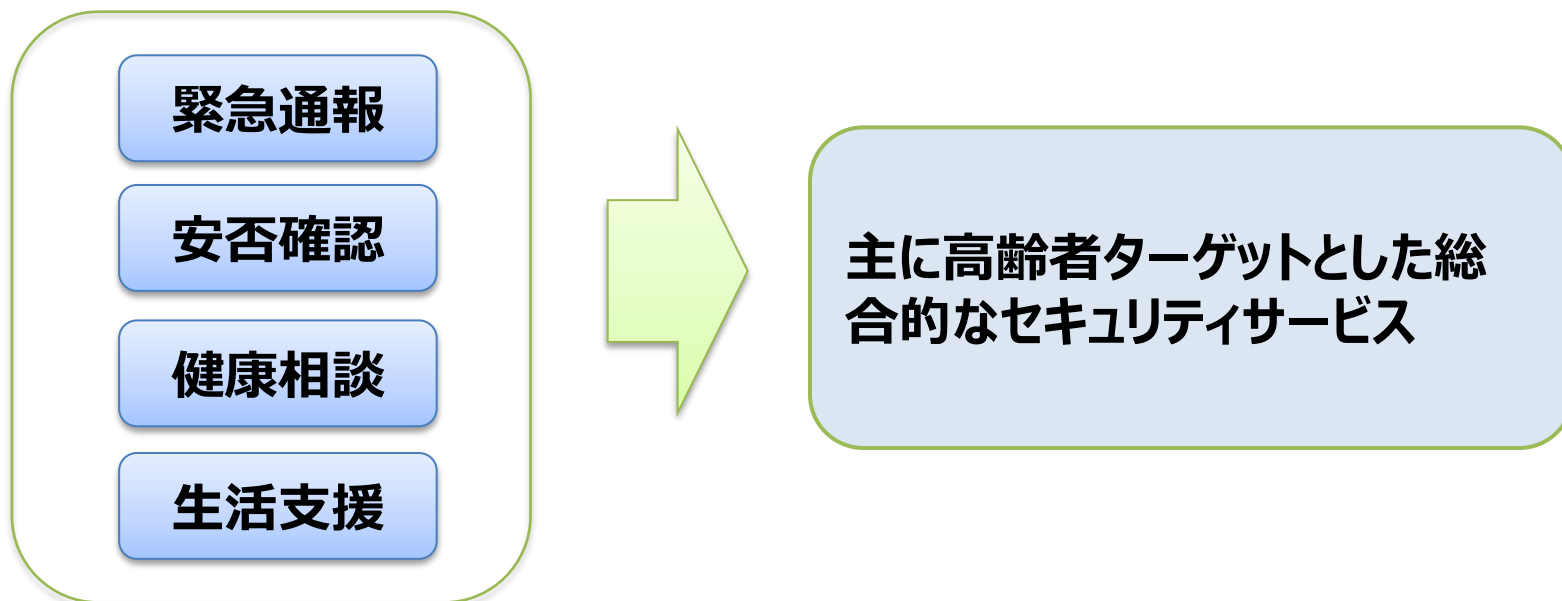 緊急通報
安否確認
健康相談
生活支援
主に高齢者ターゲットとした総
合的なセキュリティサービス